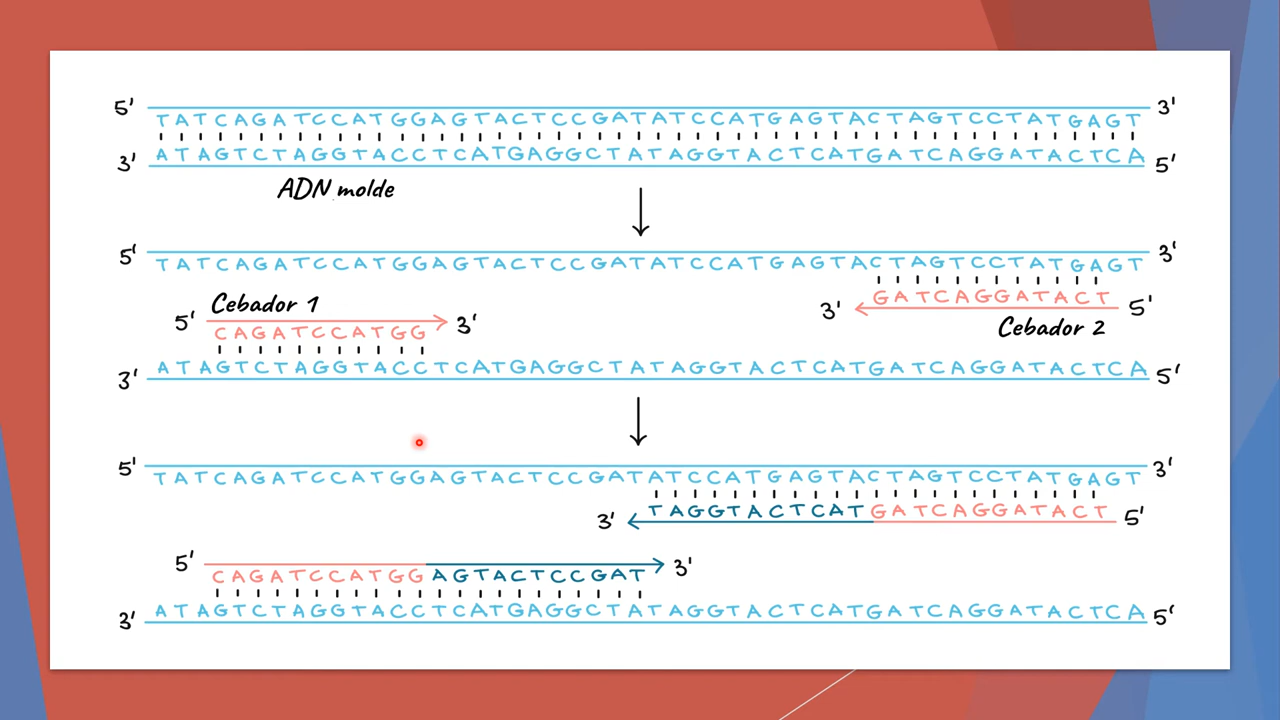 5' TATCAGATCCATGGAGTACTCCGATATCCATGAGTACTAGTCCTATGAGT 3'
3' ATAGTCTAGGTACCTCATGAGGCTATAGGTACTCATGATCAGGATACTCA 5'
ADN molde
5' TATCAGATCCATGGAGTACTCCGATATCCATGAGTACTAGTCCTATGAGT 3'
3' GATCAGGATACT 5'
Cebador 2
Cebador 1
5' CAGATCCATGG 3'
3' ATAGTCTAGGTACCTCATGAGGCTATAGGTACTCATGATCAGGATACTCA 5'
5' TATCAGATCCATGGAGTACTCCGATATCCATGAGTACTAGTCCTATGAGT 3'
3' TAGGTACTCATGATCAGGATACT 5'
5' CAGATCCATGGAGTACTCCGAT 3'
3' ATAGTCTAGGTACCTCATGAGGCTATAGGTACTCATGATCAGGATACTCA 5'